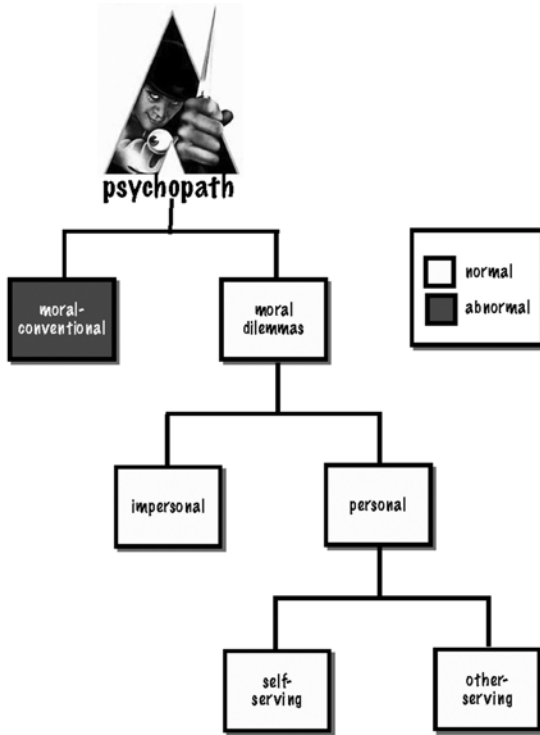 psychopath
moral-
conventional
moral
dilemmas
normal
abnormal
impersonal
personal
self-
serving
other-
serving